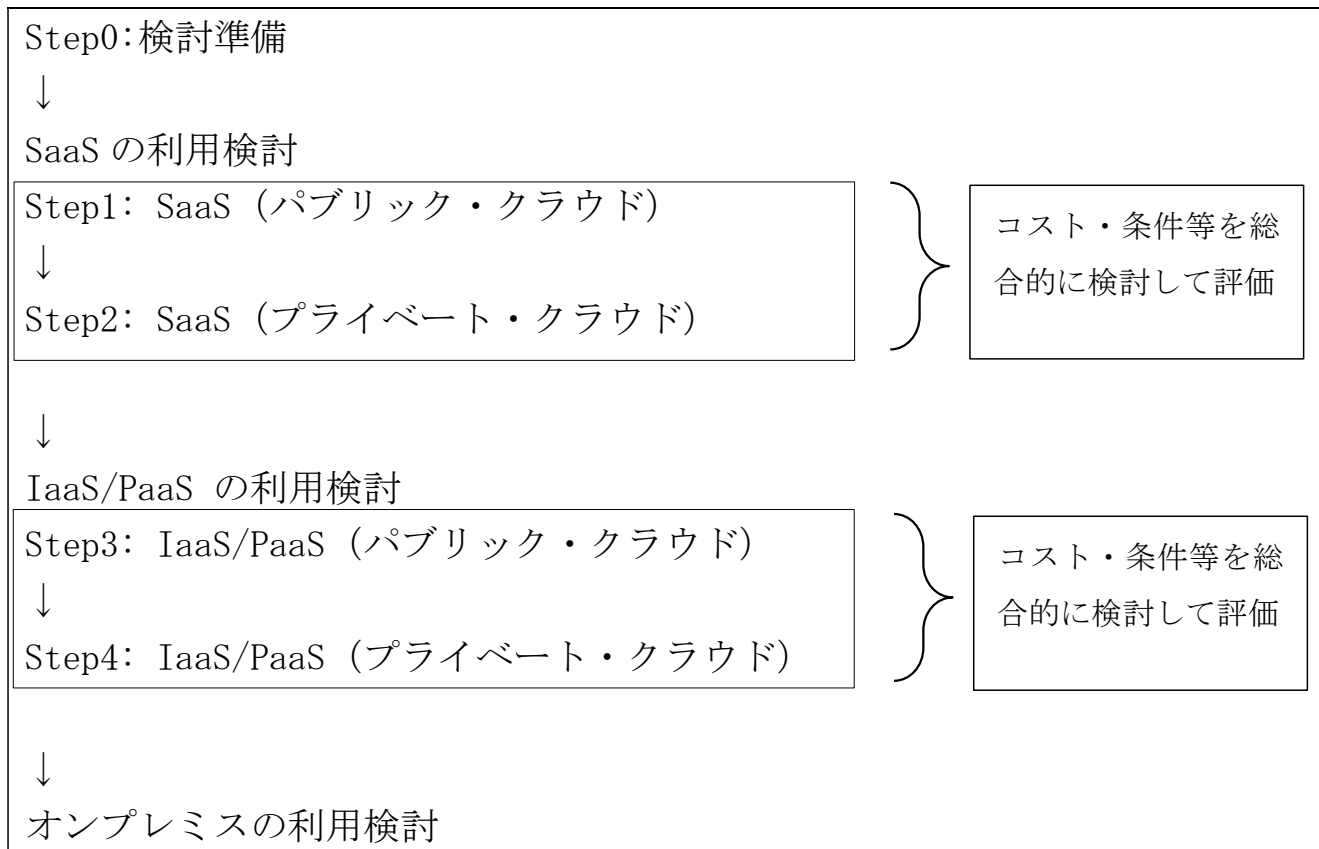 Step0:検討準備
↓
SaaS の利用検討
Step1: SaaS (パブリック・クラウド)
↓
Step2: SaaS (プライベート・クラウド)
コスト・条件等を総
合的に検討して評価
↓
IaaS/PaaS の利用検討
Step3: IaaS/PaaS (パブリック・クラウド)
↓
Step4: IaaS/PaaS (プライベート・クラウド)
コスト・条件等を総
合的に検討して評価
↓
オンプレミスの利用検討